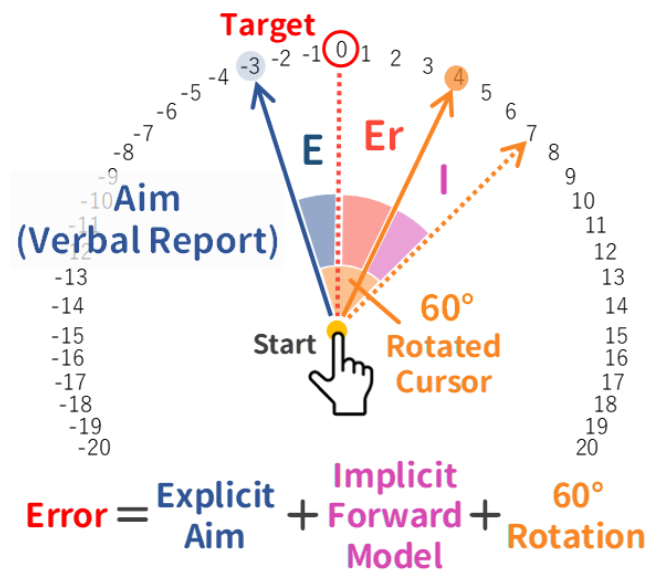 Target
-4 -3 -2 -1 0 1 2 3 4 5
-5 6
-6 7
-7 8
-8 9
-9 10
-10 11
-11 12
12 13
-13 14
-14 15
-15 16
-16 17
-17 18
-18 19
-19 20
-20
E
Er
I
Aim
(Verbal Report)
60°
Rotated
Cursor
Start
Error = Explicit Aim + Implicit Forward Model + 60° Rotation